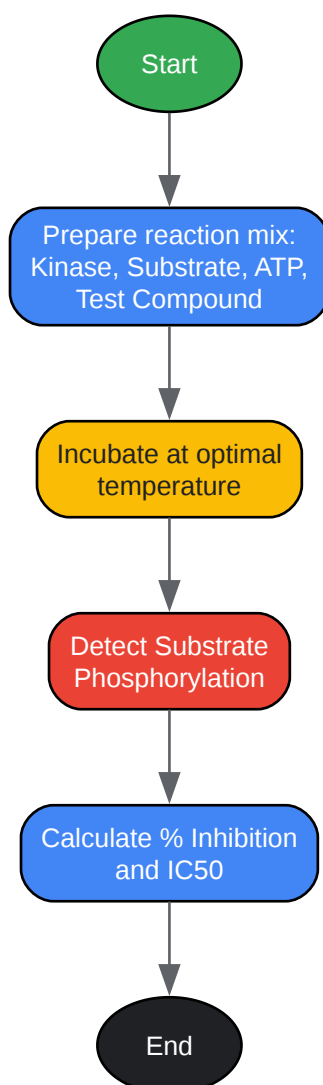 Start
Prepare reaction mix:
Kinase, Substrate, ATP,
Test Compound
Incubate at optimal
temperature
Detect Substrate
Phosphorylation
Calculate % Inhibition
and IC50
End